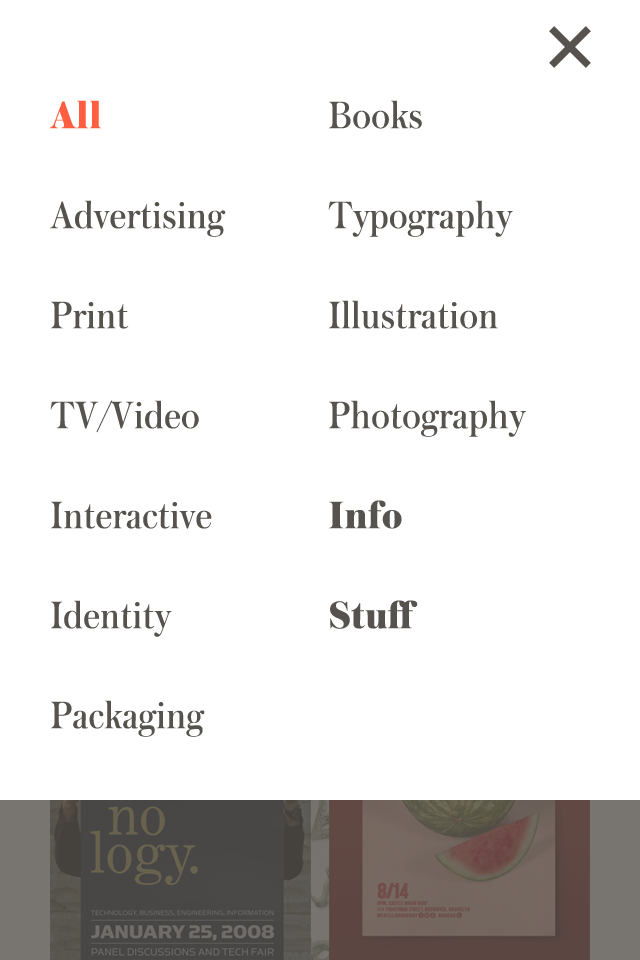 All
Advertising
Print
TV/Video
Interactive
Identity
Packaging
Books
Typography
Illustration
Photography
Info
Stuff
no
logy.
TECHNOLOGY, BUSINESS, ENGINEERING, INFORMATION
JANUARY 25, 2008
PANEL DISCUSSIONS AND TECH FAIR
8/14